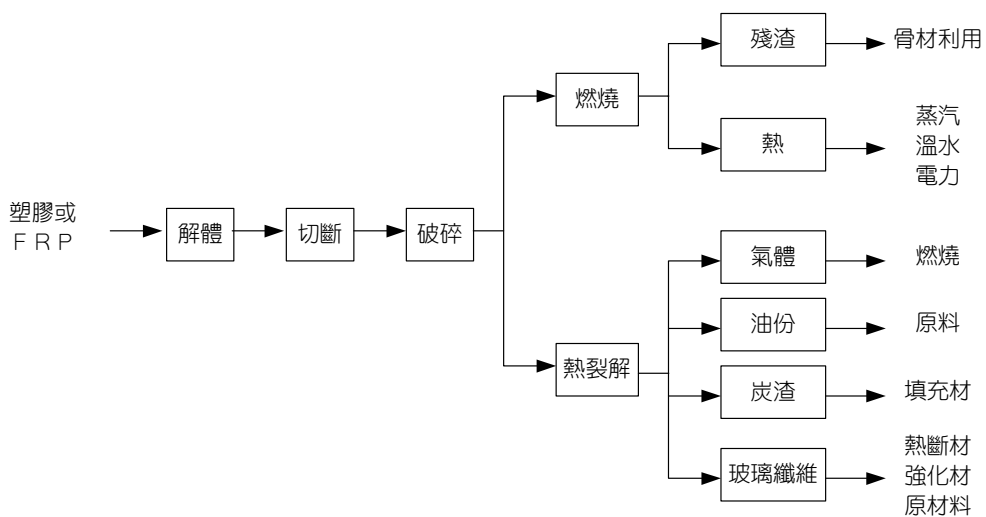 塑膠或
ＦＲＰ
解體
切斷
破碎
燃燒
殘渣
骨材利用
熱
蒸汽
溫水
電力
熱裂解
氣體
燃燒
油份
原料
炭渣
填充材
玻璃纖維
熱斷材
強化材
原材料